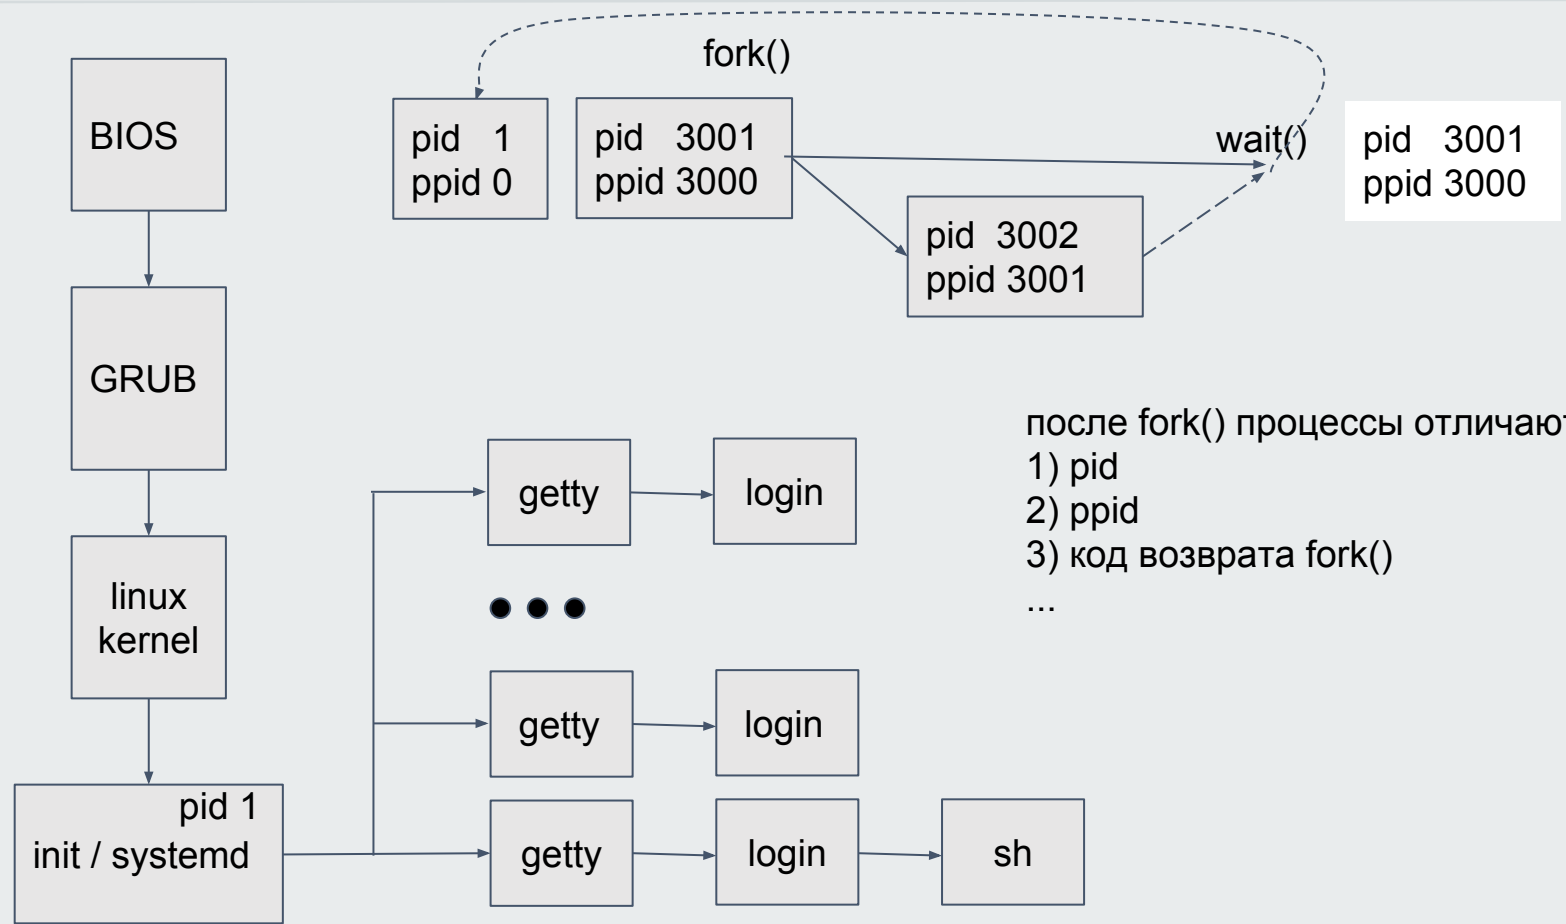 BIOS
GRUB
linux
kernel
pid 1
init / systemd
fork()
pid 1
ppid 0
pid 3001
ppid 3000
wait()
pid 3002
ppid 3001
pid 3001
ppid 3000
после fork() процессы
1) pid
2) ppid
3) код возврата fork()
...
getty
login
getty
login
getty
login
sh